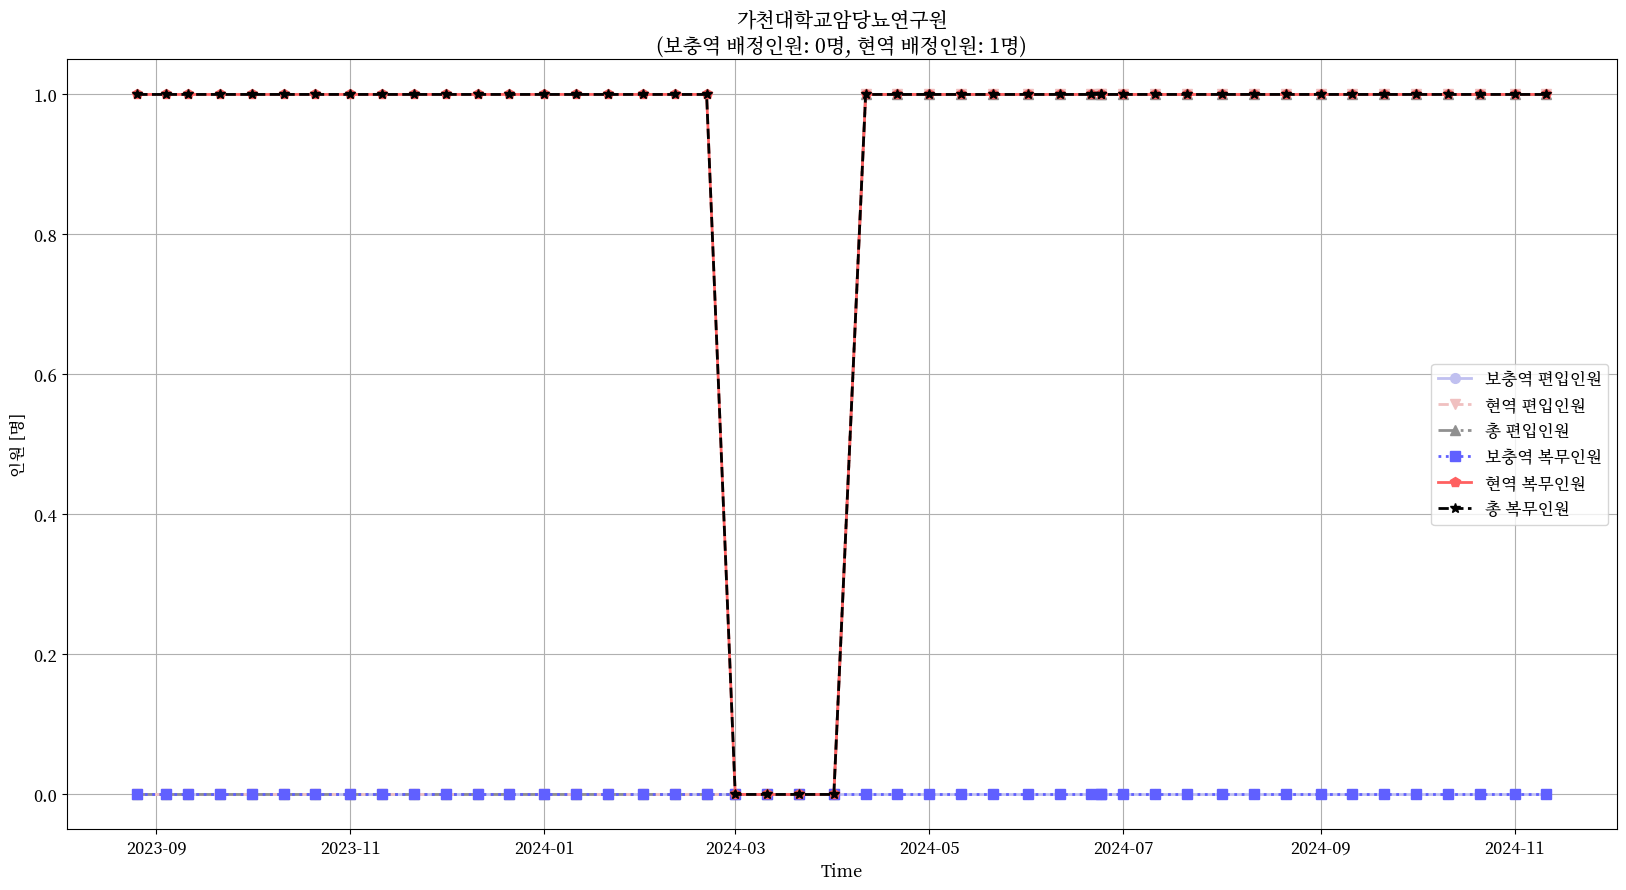 가천대학교암당뇨연구원
(보충역 배정인원: 0명, 현역 배정인원: 1명)
인원 [명]
1.0
0.8
0.6
0.4
0.2
0.0
보충역 편입인원
현역 편입인원
총 편입인원
보충역 복무인원
현역 복무인원
총 복무인원
2023-09
2023-11
2024-01
2024-03
2024-05
2024-07
2024-09
2024-11
Time